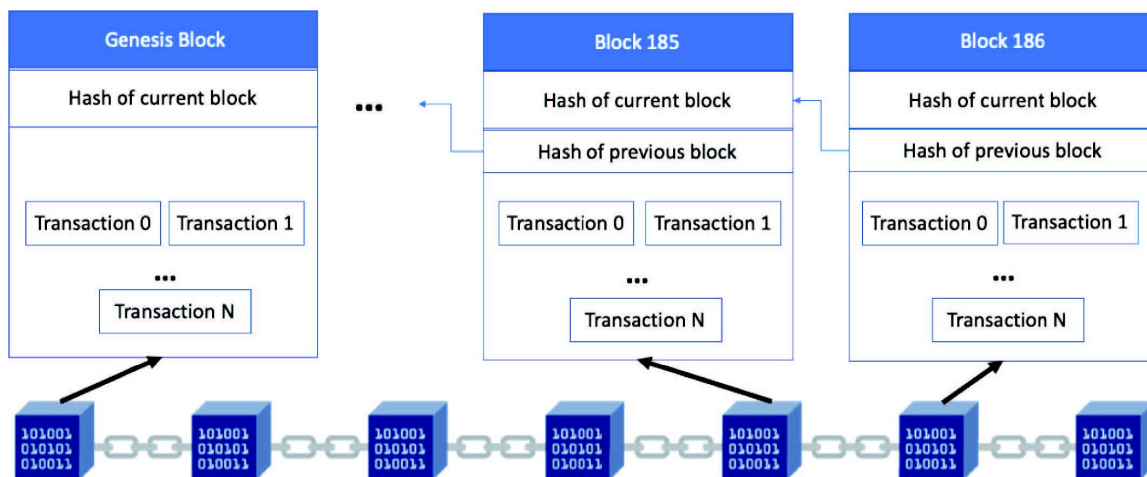 Genesis Block
Hash of current block
Transaction 0
Transaction 1
...
Transaction N
...
Block 185
Hash of current block
Hash of previous block
Transaction 0
Transaction 1
...
Transaction N
Block 186
Hash of current block
Hash of previous block
Transaction 0
Transaction 1
...
Transaction N
101001
010101
010011
101001
010101
010011
101001
010101
010011
101001
010101
010011
101001
010101
010011
101001
010101
010011
101001
010101
010011